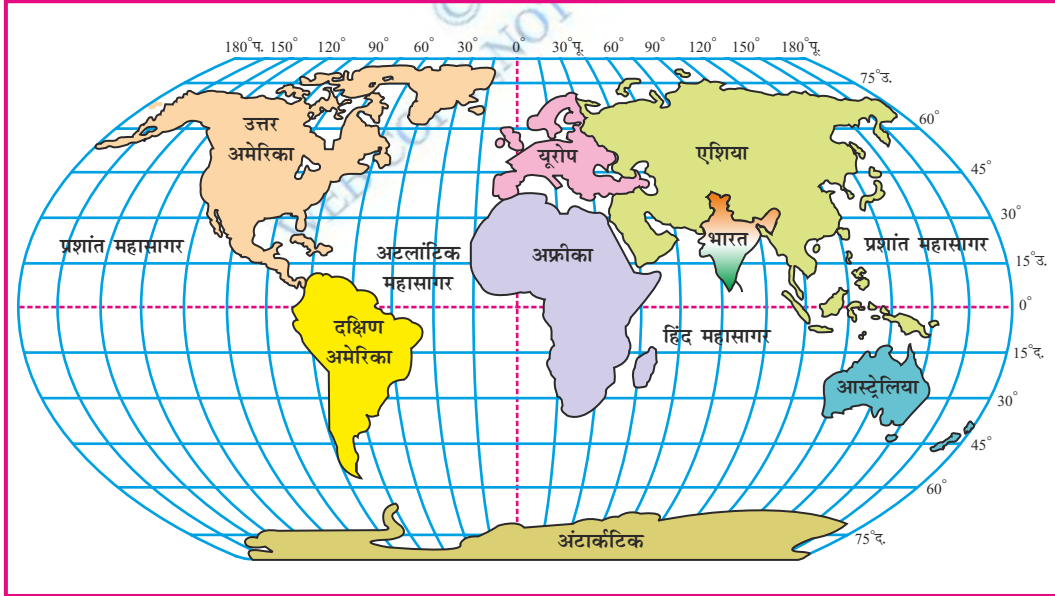 180°प. 150° 120° 90° 60° 30 0° 30°पू. 60° 90° 120° 150° 180°पू.
75°उ.
60°
45°
30°
15°उ.
0°
15°द.
30°
45°
60°
75°द.
उत्तर
अमेरिका
यूरोप
एशिया
प्रशांत महासागर
अटलांटिक
महासागर
अफ्रीका
भारत
प्रशांत महासागर
दक्षिण
अमेरिका
हिंद महासागर
आस्ट्रेलिया
अंटार्कटिक